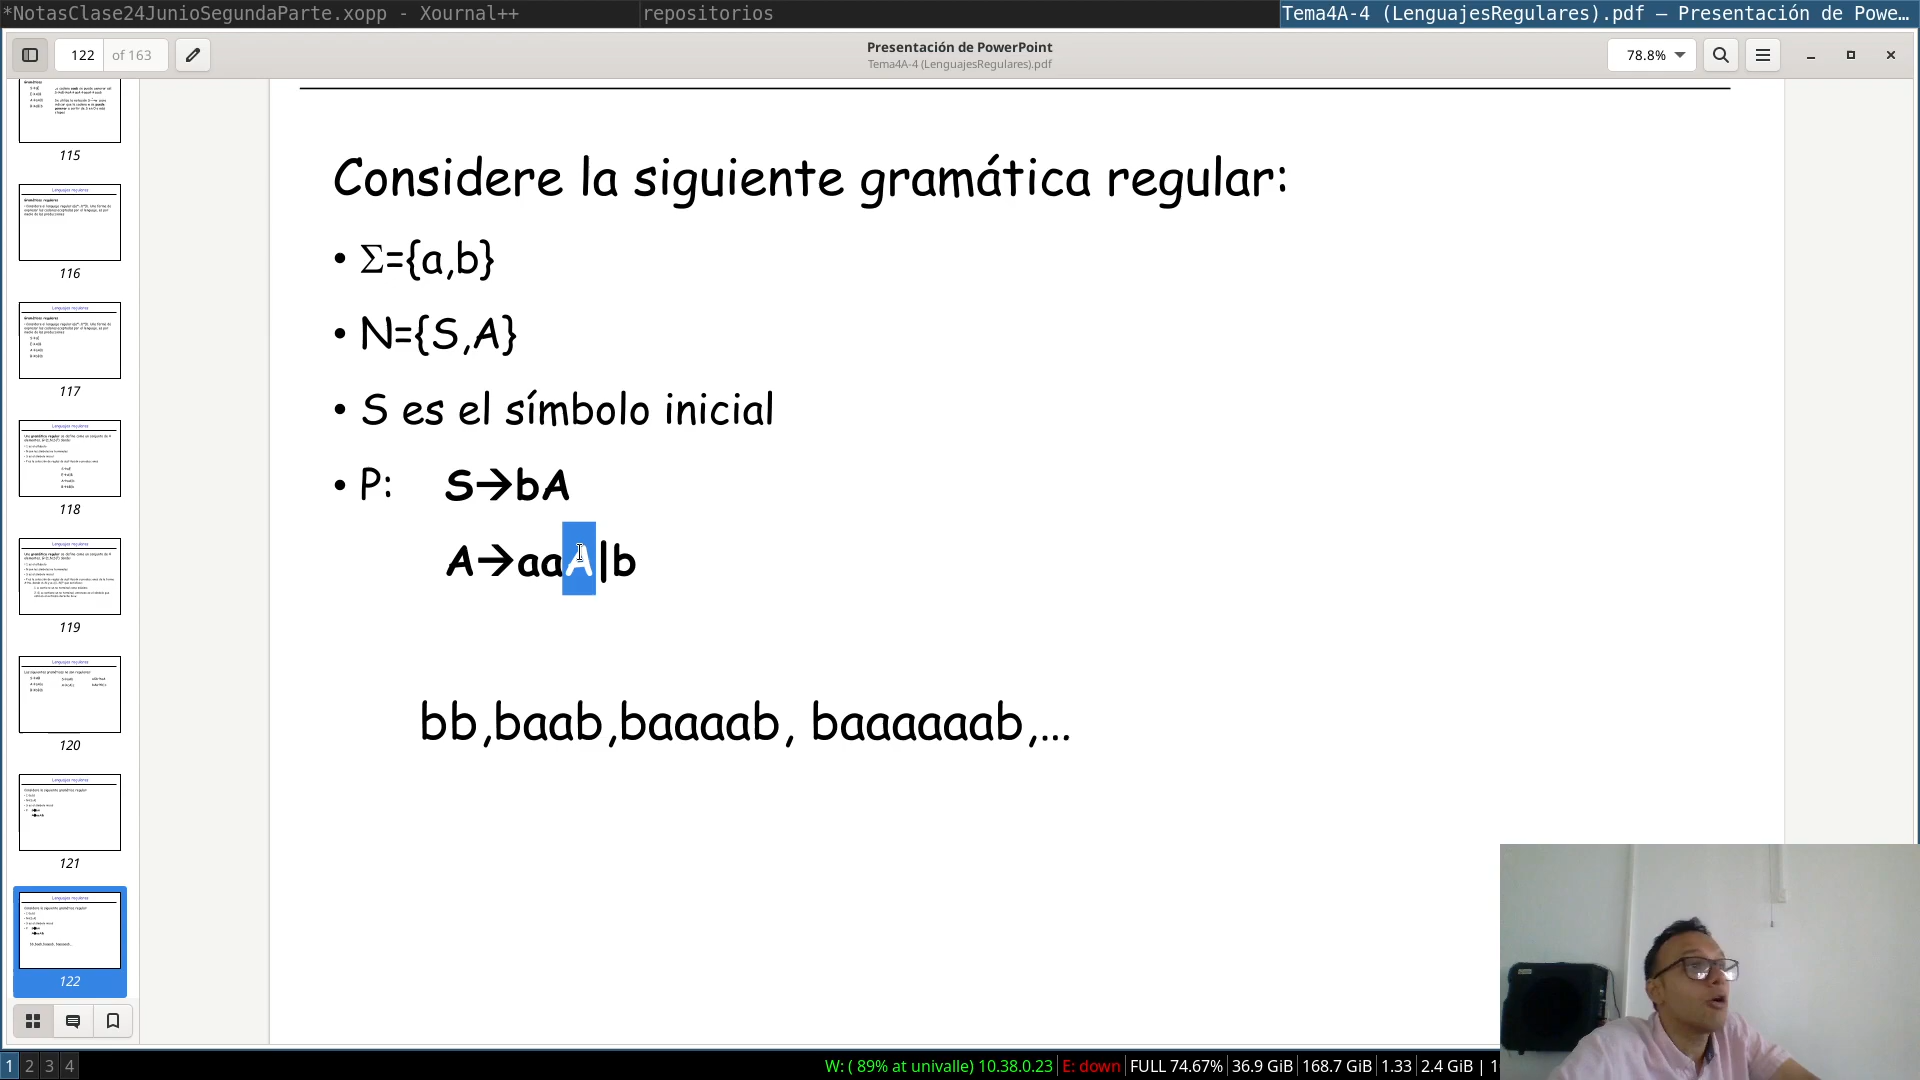 *NotasClase24JunioSegundaParte.xopp - Xournal++
repositorios
Tema4A-4 (LenguajesRegulares).pdf — Presentación de Powe…
122 of 163
Presentación de PowerPoint
Tema4A-4 (LenguajesRegulares).pdf
78.8%
115
116
117
118
119
120
121
122
Considere la siguiente gramática regular:
• Σ={a,b}
• N={S,A}
• S es el símbolo inicial
• P: S→bA
A→aaA|b
bb,baab,baaaab, baaaaaab,...
1 2 3 4
W: ( 89% at univalle) 10.38.0.23 | E: down | FULL 74.67% | 36.9 GiB | 168.7 GiB | 1.33 | 2.4 GiB | 1